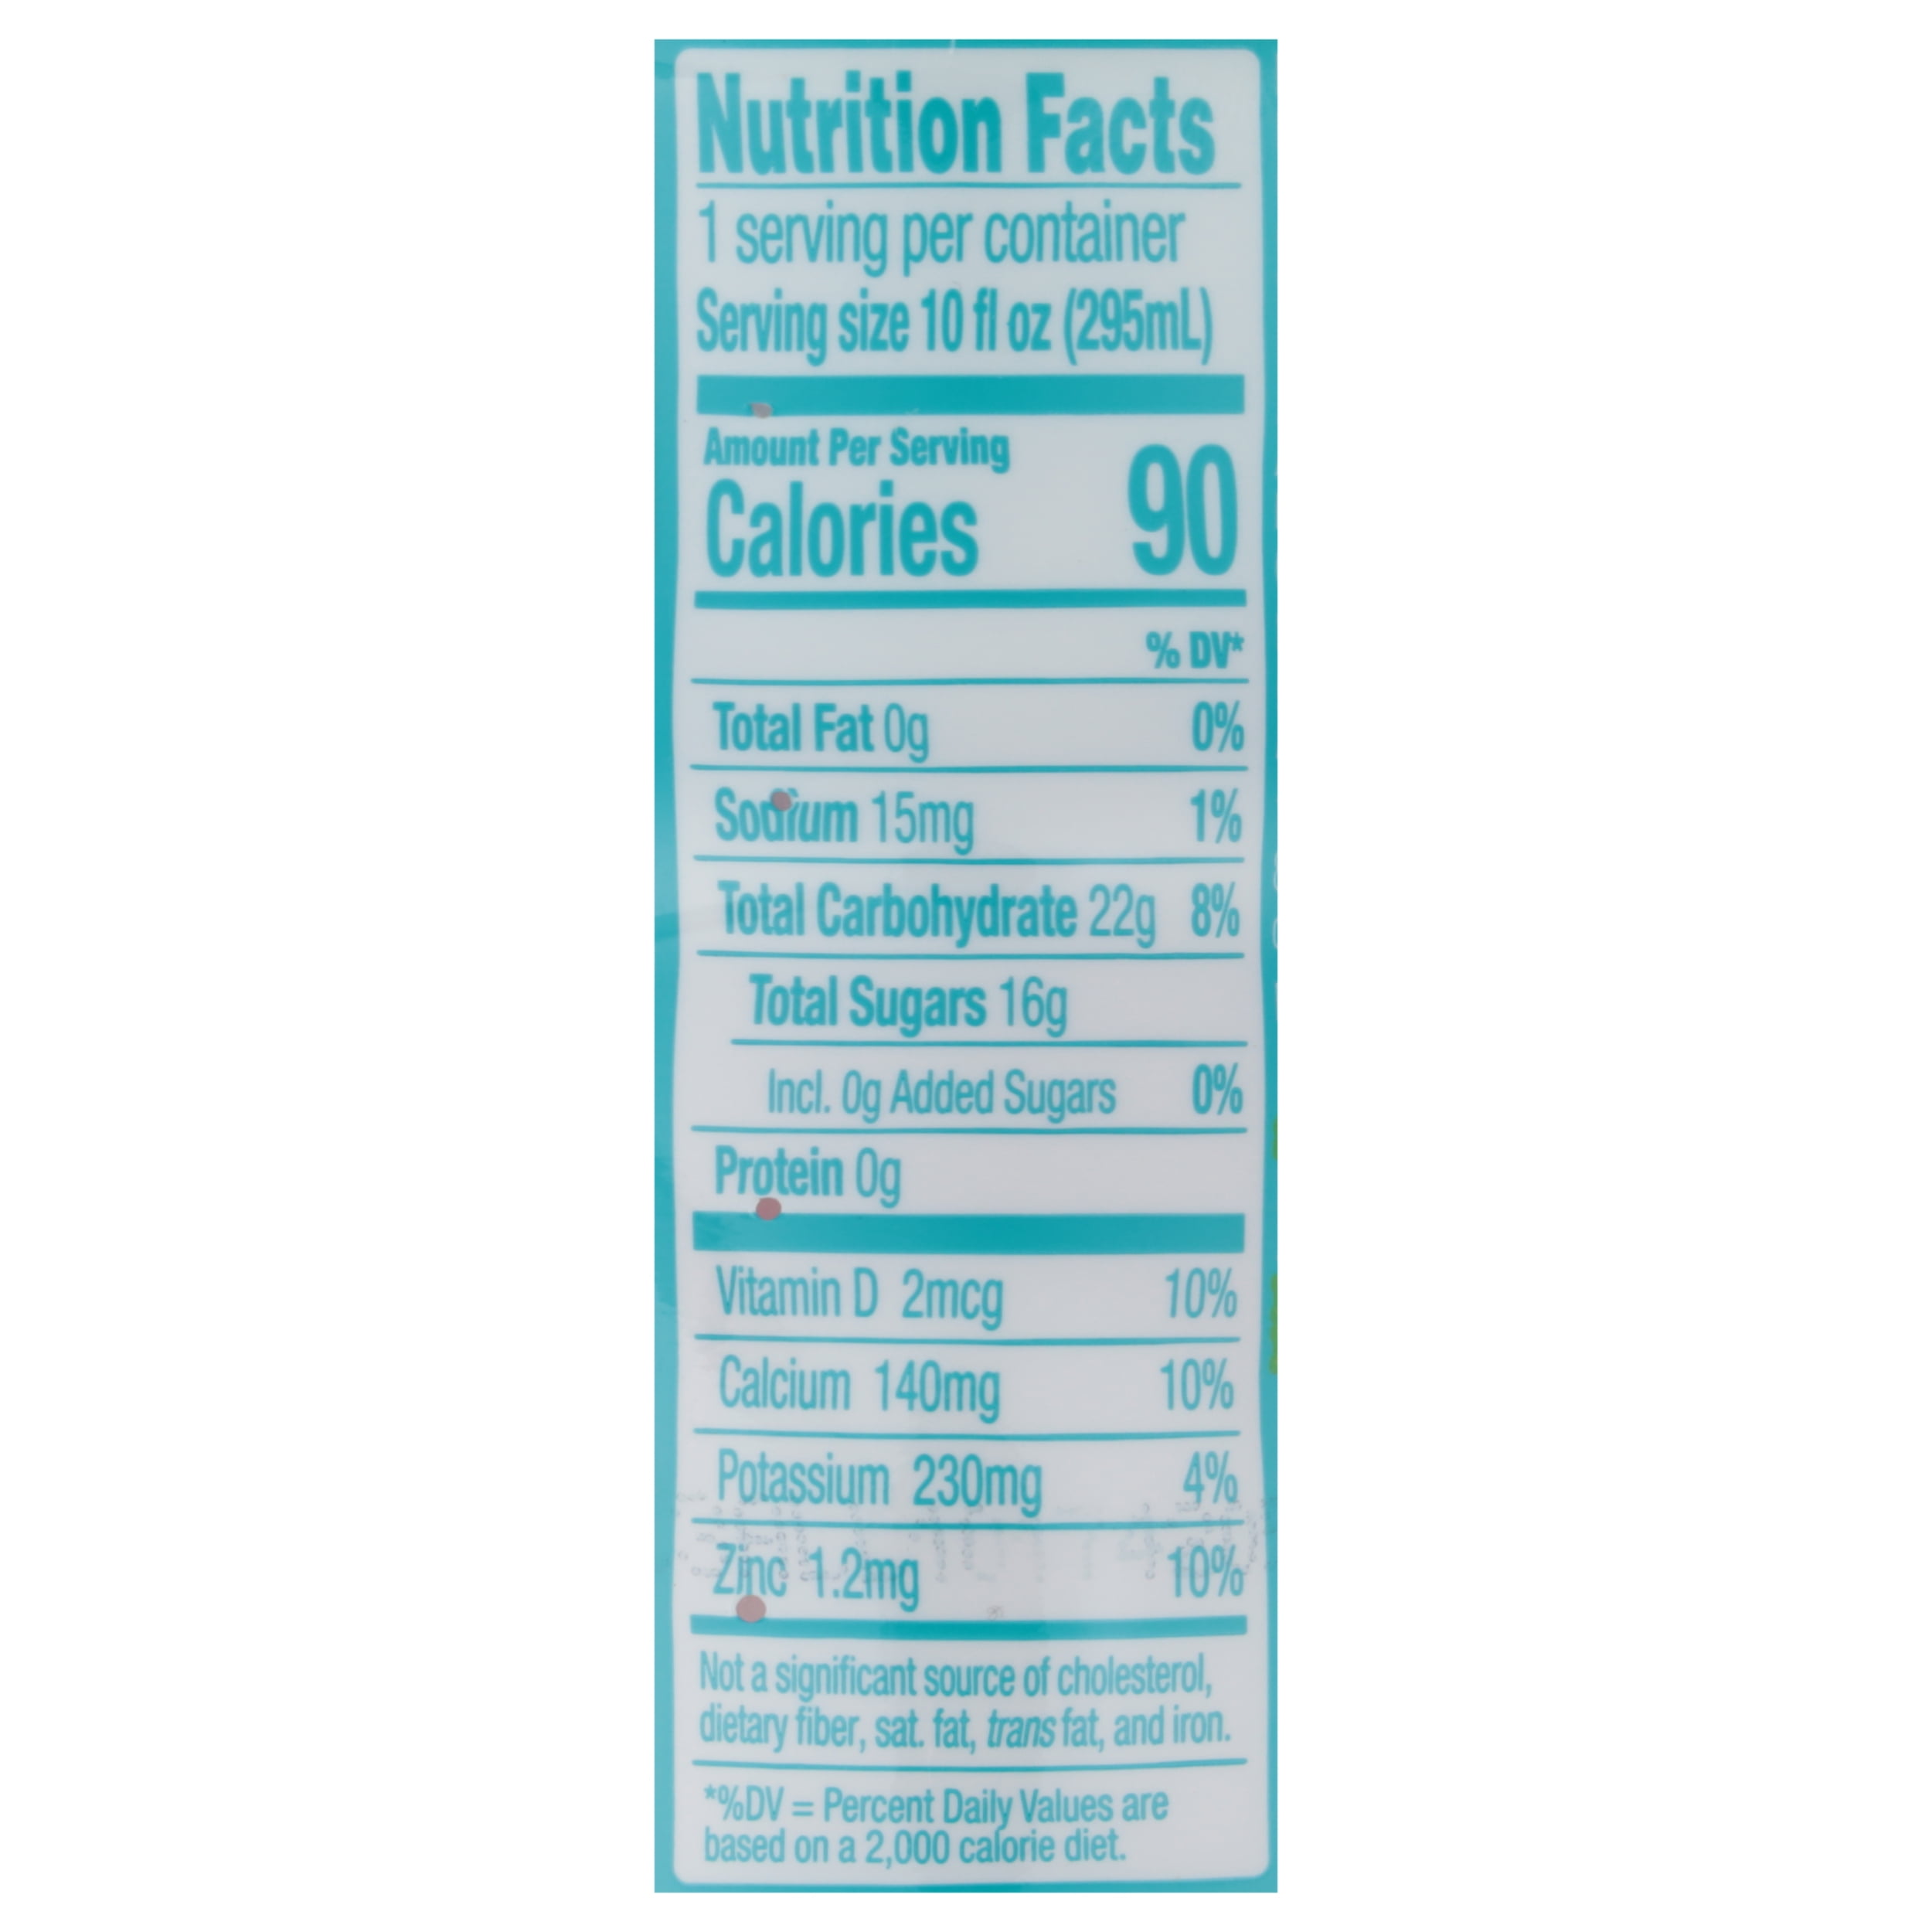 Nutrition Facts
1 serving per container
Serving size 10 fl oz (295mL)
Amount Per Serving
Calories 90
% DV*
Total Fat 0g 0%
Sodium 15mg 1%
Total Carbohydrate 22g 8%
Total Sugars 16g
Incl. 0g Added Sugars 0%
Protein 0g
Vitamin D 2mcg 10%
Calcium 140mg 10%
Potassium 230mg 4%
Zinc 1.2mg 10%
Not a significant source of cholesterol,
dietary fiber, sat. fat, trans fat, and iron.
*%DV = Percent Daily Values are
based on a 2,000 calorie diet.